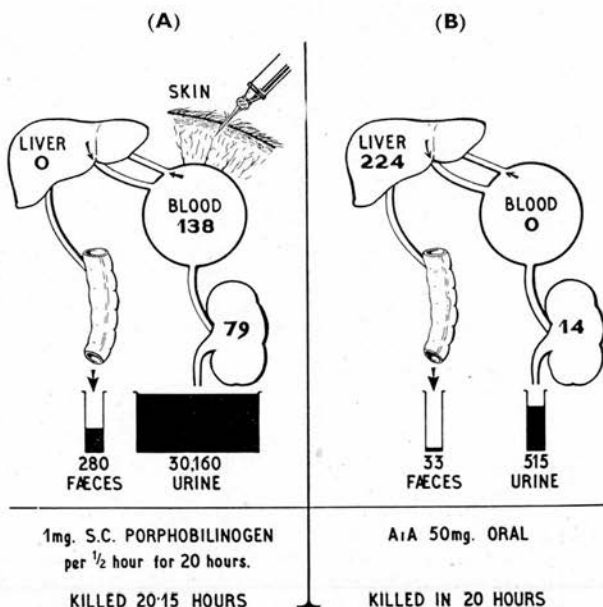 (A)
SKIN
LIVER
0
BLOOD
138
79
280
FÆCES
30,160
URINE
1mg. S.C. PORPHOBILINOGEN
per ½ hour for 20 hours.
KILLED 20·15 HOURS
(B)
LIVER
224
BLOOD
0
14
33
FÆCES
515
URINE
AIA 50mg. ORAL
KILLED IN 20 HOURS